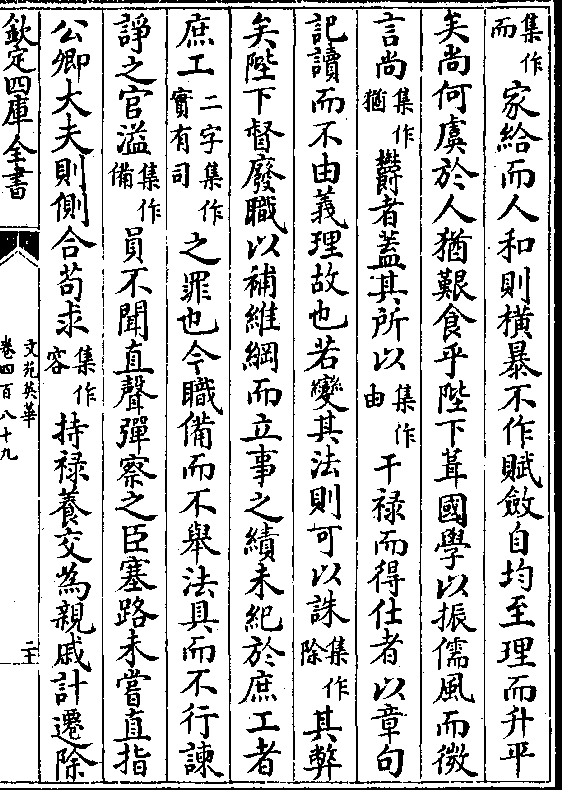 集作而家給而人和則橫暴不作賦斂自均至理而升平
矣尚何虞於人猶艱食乎陛下葺國學以振儒風而微
言尚集作猶欝者蓋其所以集作由干禄而得仕者以章句
記讀而不由義理故也若變其法則可以誅集作除其弊
矣陛下督廢職以補維綱而立事之績未紀於庶工者
庶工二字集作實有司之罪也今職備而不舉法具而不行諫
諍之官溢集作備員不聞直聲彈察之臣塞路未嘗直指
公卿大夫則側合苟求集作容持禄養交為親戚計遷除
欽定四庫全書
文苑英華
卷四百八十九
二十